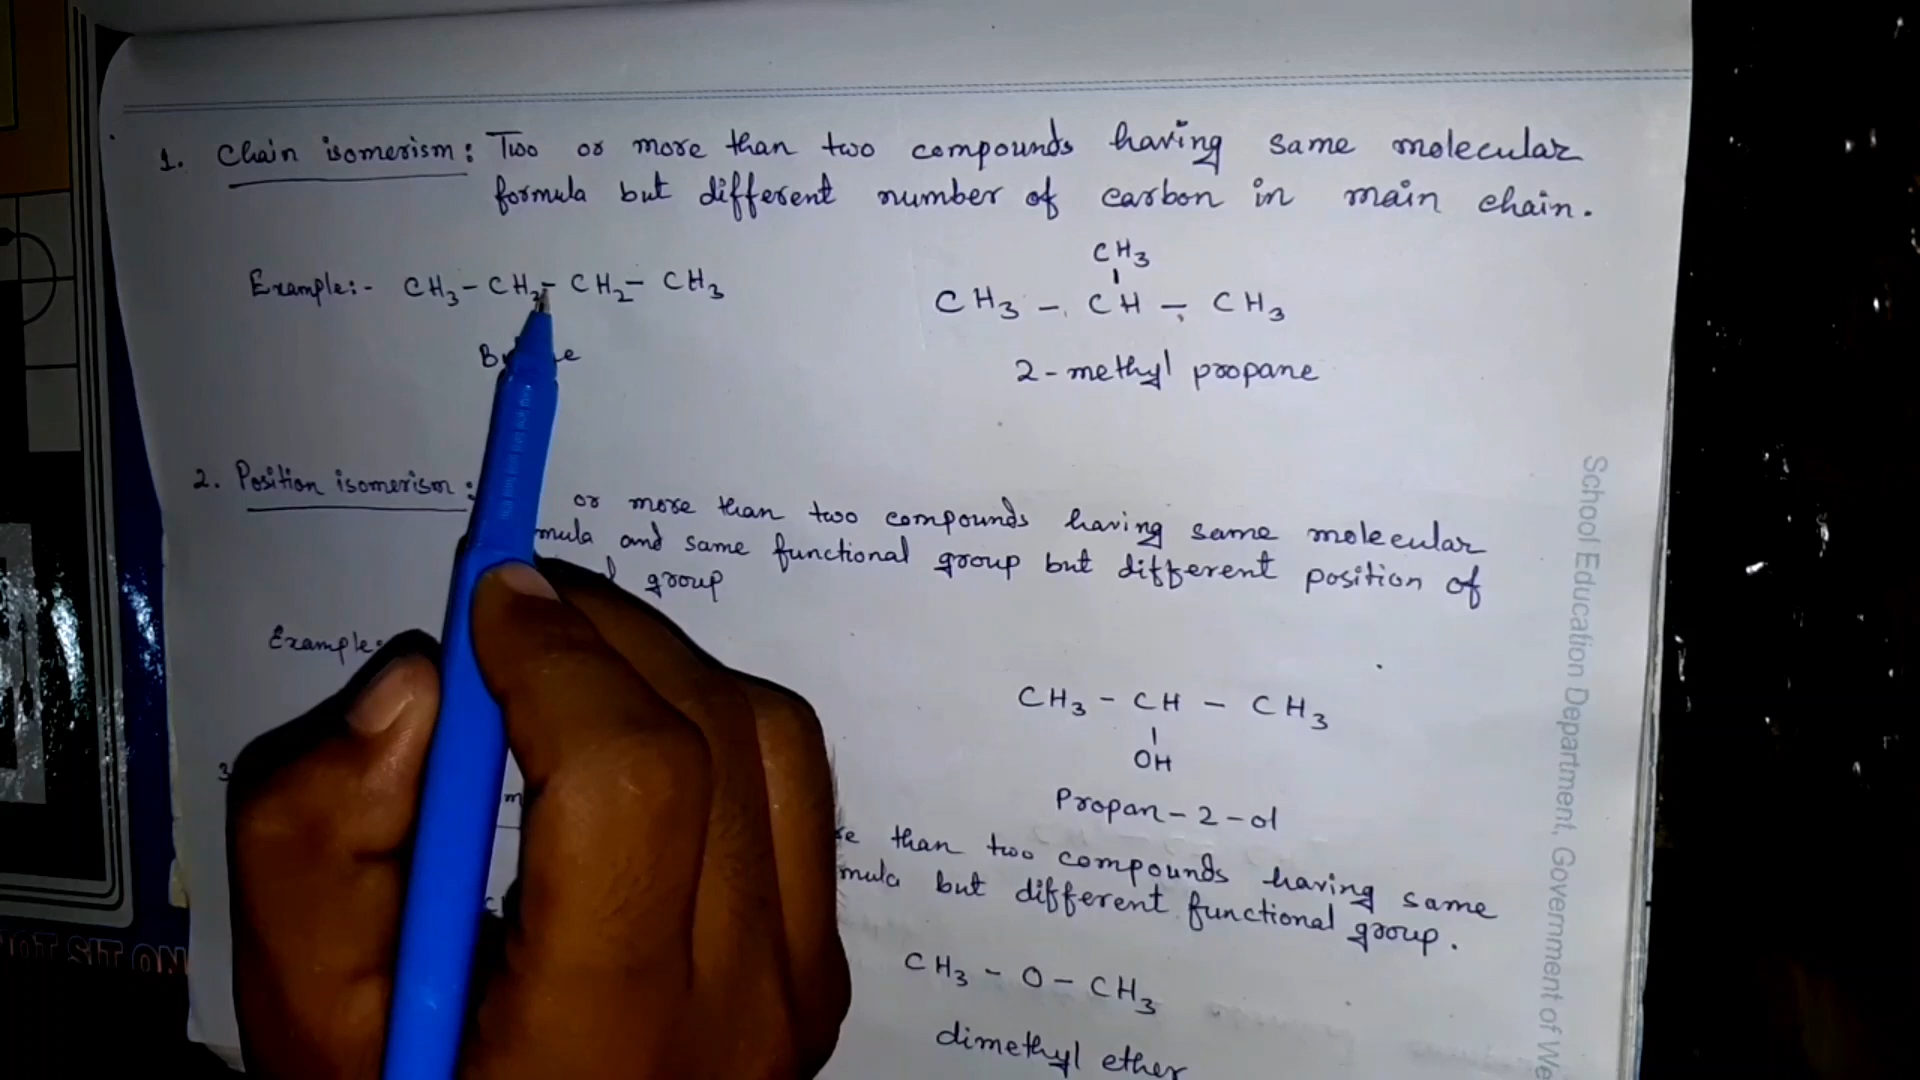 1. Chain isomerism: Two or more than two compounds having same molecular
formula but different number of carbon in main chain.
Example:- CH3 - CH2 - CH2 - CH3
CH3
CH3 - CH - CH3
2-methyl propane
2. Position isomerism:
or more than two compounds having same molecular
and same functional group but different position of
group
Example:
CH3 - CH - CH3
OH
Propan-2-ol
3
than two compounds having same
but different functional group.
CH3 - O - CH3
dimethyl ether
School Education Department, Government of We
NOT SIT ON